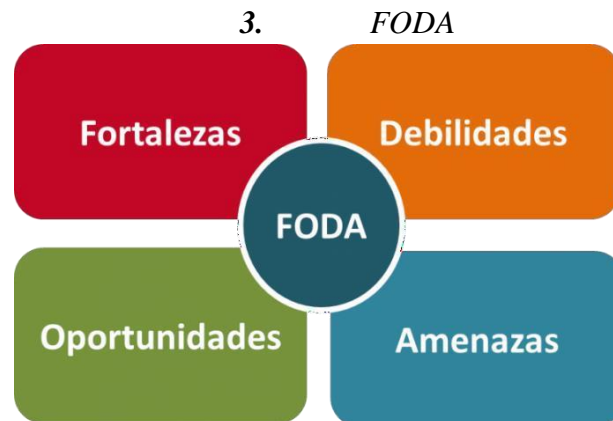 3. FODA
Fortalezas
Debilidades
FODA
Oportunidades
Amenazas